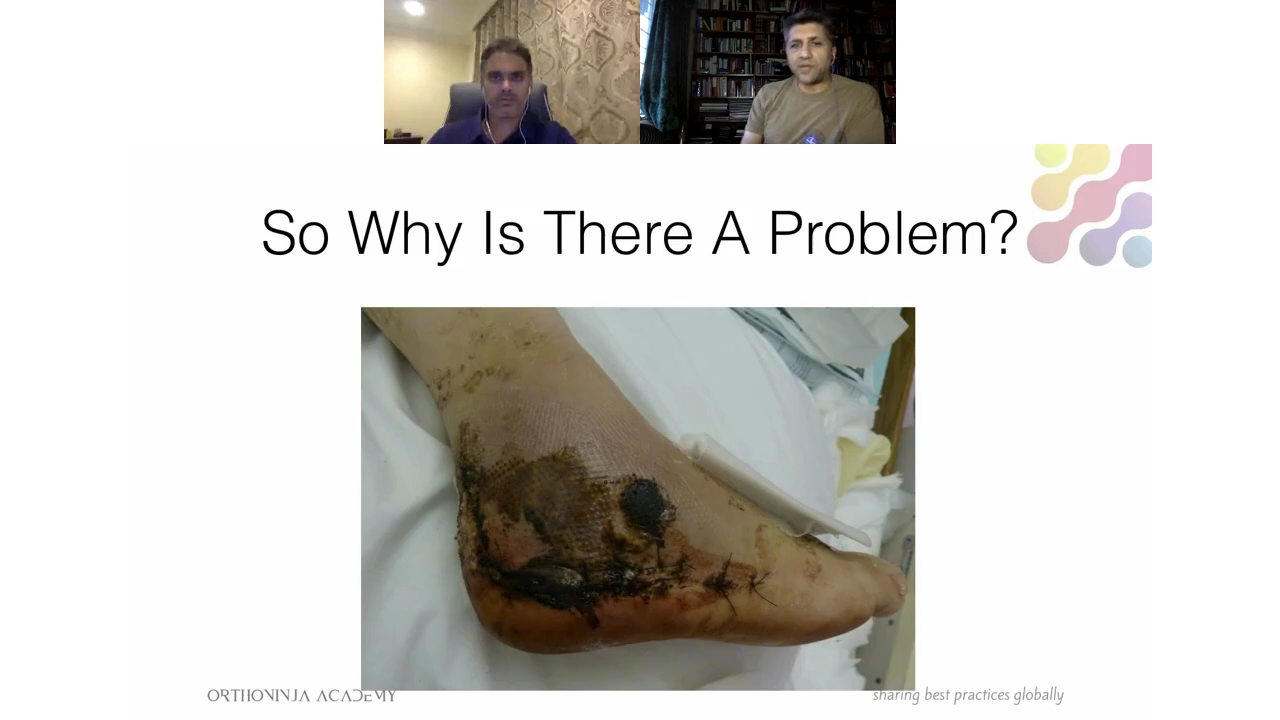 So Why Is There A Problem?
ORTHONINJA ACADEMY
sharing best practices globally